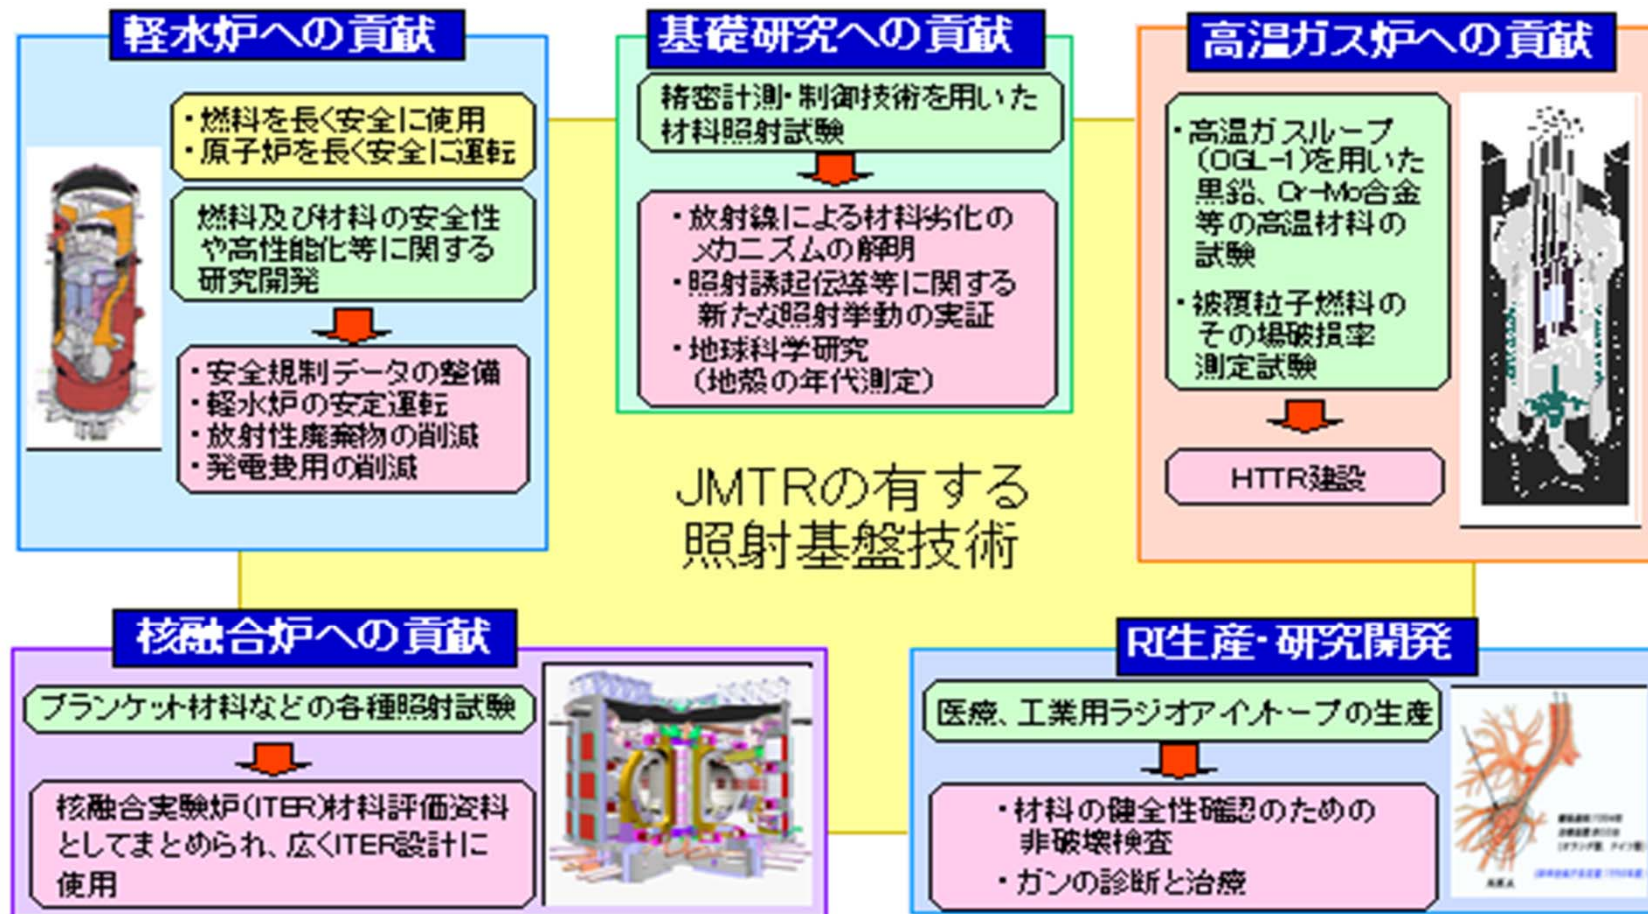 軽水炉への貢献
・燃料を長く安全に使用
・原子炉を長く安全に運転
燃料及び材料の安全性
や高性能化等に関する
研究開発
・安全規制データの整備
・軽水炉の安定運転
・放射性廃棄物の削減
・発電費用の削減
基礎研究への貢献
精密計測・制御技術を用いた
材料照射試験
・放射線による材料劣化の
メカニズムの解明
・照射誘起伝導等に関する
新たな照射挙動の実証
・地球科学研究
(地殻の年代測定)
高温ガス炉への貢献
・高温ガスループ
(OGL-1)を用いた
黒鉛、Cr-Mo合金
等の高温材料の
試験
・被覆粒子燃料の
その場破損率
測定試験
HTTR建設
JMTRの有する
照射基盤技術
核融合炉への貢献
ブランケット材料などの各種照射試験
核融合実験炉(ITER)材料評価資料
としてまとめられ、広くITER設計に
使用
RI生産・研究開発
医療、工業用ラジオアイソトープの生産
・材料の健全性確認のための
非破壊検査
・ガンの診断と治療